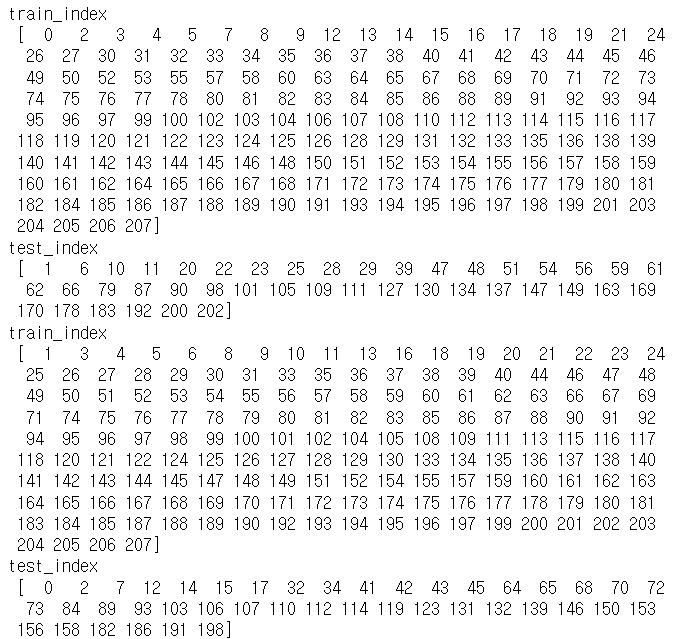 train_index
[  0   2   3   4   5   7   8   9  12  13  14  15  16  17  18  19  21  24
  26  27  30  31  32  33  34  35  36  37  38  40  41  42  43  44  45  46
  49  50  52  53  55  57  58  60  63  64  65  67  68  69  70  71  72  73
  74  75  76  77  78  80  81  82  83  84  85  86  88  89  91  92  93  94
  95  96  97  99 100 102 103 104 106 107 108 110 112 113 114 115 116 117
 118 119 120 121 122 123 124 125 126 128 129 131 132 133 135 136 138 139
 140 141 142 143 144 145 146 148 150 151 152 153 154 155 156 157 158 159
 160 161 162 164 165 166 167 168 171 172 173 174 175 176 177 179 180 181
 182 184 185 186 187 188 189 190 191 193 194 195 196 197 198 199 201 203
 204 205 206 207]
test_index
[  1   6  10  11  20  22  23  25  28  29  39  47  48  51  54  56  59  61
  62  66  79  87  90  98 101 105 109 111 127 130 134 137 147 149 163 169
 170 178 183 192 200 202]
train_index
[  1   3   4   5   6   8   9  10  11  13  16  18  19  20  21  22  23  24
  25  26  27  28  29  30  31  33  35  36  37  38  39  40  44  46  47  48
  49  50  51  52  53  54  55  56  57  58  59  60  61  62  63  66  67  69
  71  74  75  76  77  78  79  80  81  82  83  85  86  87  88  90  91  92
  94  95  96  97  98  99 100 101 102 104 105 108 109 111 113 115 116 117
 118 120 121 122 124 125 126 127 128 129 130 133 134 135 136 137 138 140
 141 142 143 144 145 147 148 149 151 152 154 155 157 159 160 161 162 163
 164 165 166 167 168 169 170 171 172 173 174 175 176 177 178 179 180 181
 183 184 185 187 188 189 190 192 193 194 195 196 197 199 200 201 202 203
 204 205 206 207]
test_index
[  0   2   7  12  14  15  17  32  34  41  42  43  45  64  65  68  70  72
  73  84  89  93 103 106 107 110 112 114 119 123 131 132 139 146 150 153
 156 158 182 186 191 198]